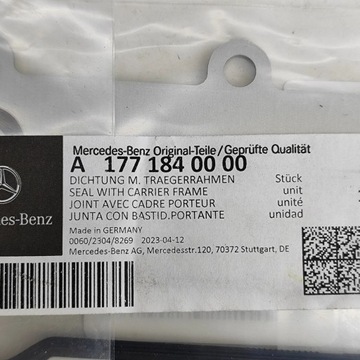 Mercedes-Benz Original-Teile/Geprüfte Qualität
A 177 184 00 00
DICHTUNG M. TRAEGERRAHMEN Stück
SEAL WITH CARRIER FRAME unit
JOINT AVEC CADRE PORTEUR unité
JUNTA CON BASTID.PORTANTE unidad
des-Benz
Made in GERMANY
0060/2304/8269 2023-04-12
Mercedes-Benz AG, Mercedesstr.120, 70372 Stuttgart, DE